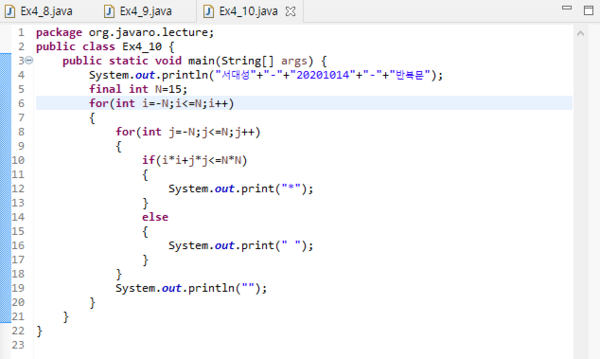 Ex4_8.java Ex4_9.java Ex4_10.java
1 package org.javaro.lecture;
2 public class Ex4_10 {
3 public static void main(String[] args) {
4 System.out.println("서대성"+"-"+"20201014"+"-"+"반복문");
5 final int N=15;
6 for(int i=-N;i<=N;i++)
7 {
8 for(int j=-N;j<=N;j++)
9 {
10 if(i*i+j*j<=N*N)
11 {
12 System.out.print("*");
13 }
14 else
15 {
16 System.out.print(" ");
17 }
18 }
19 System.out.println("");
20 }
21 }
22 }
23